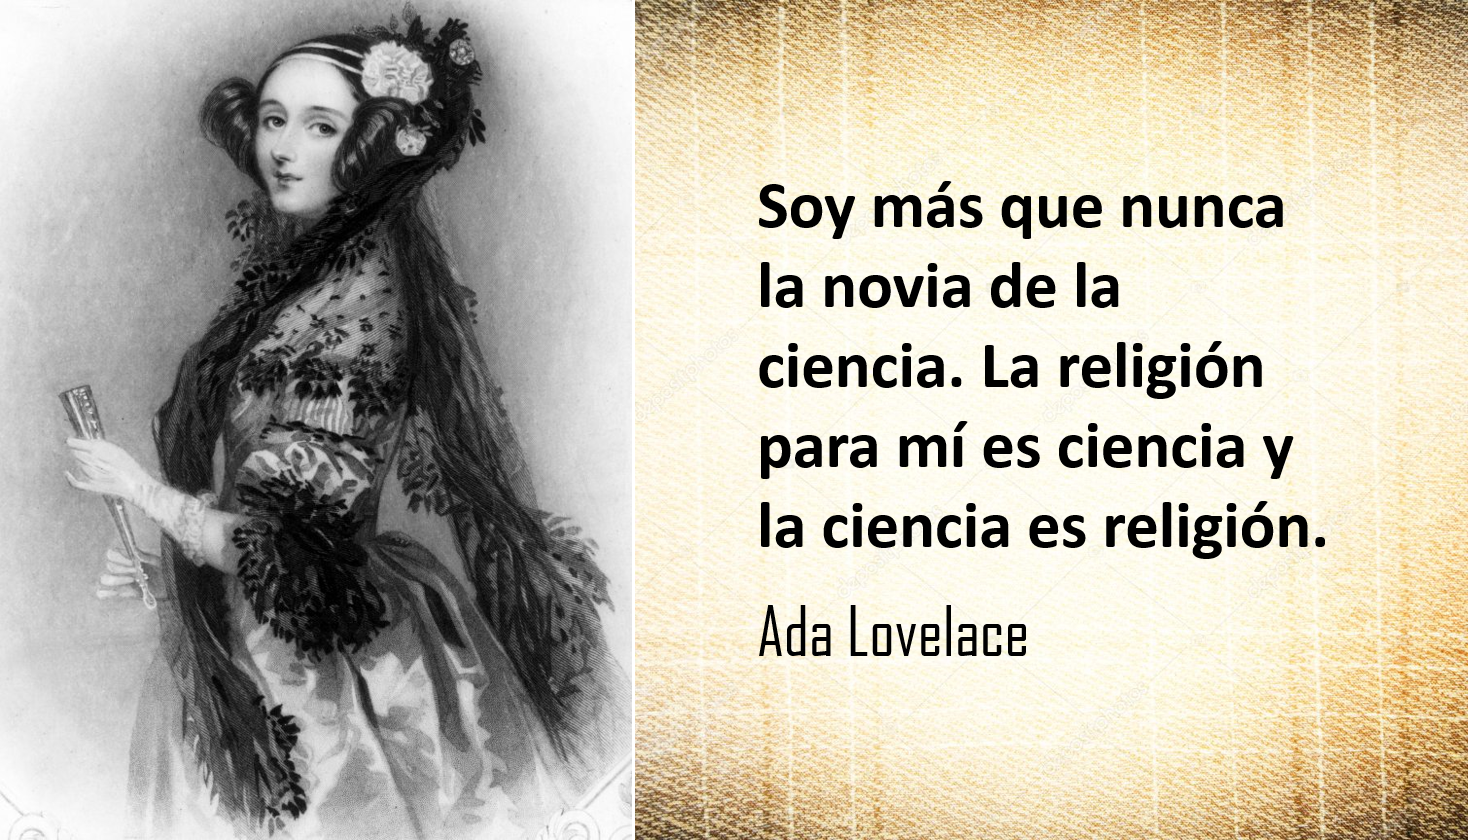 Soy más que nunca
la novia de la
ciencia. La religión
para mí es ciencia y
la ciencia es religión.
Ada Lovelace